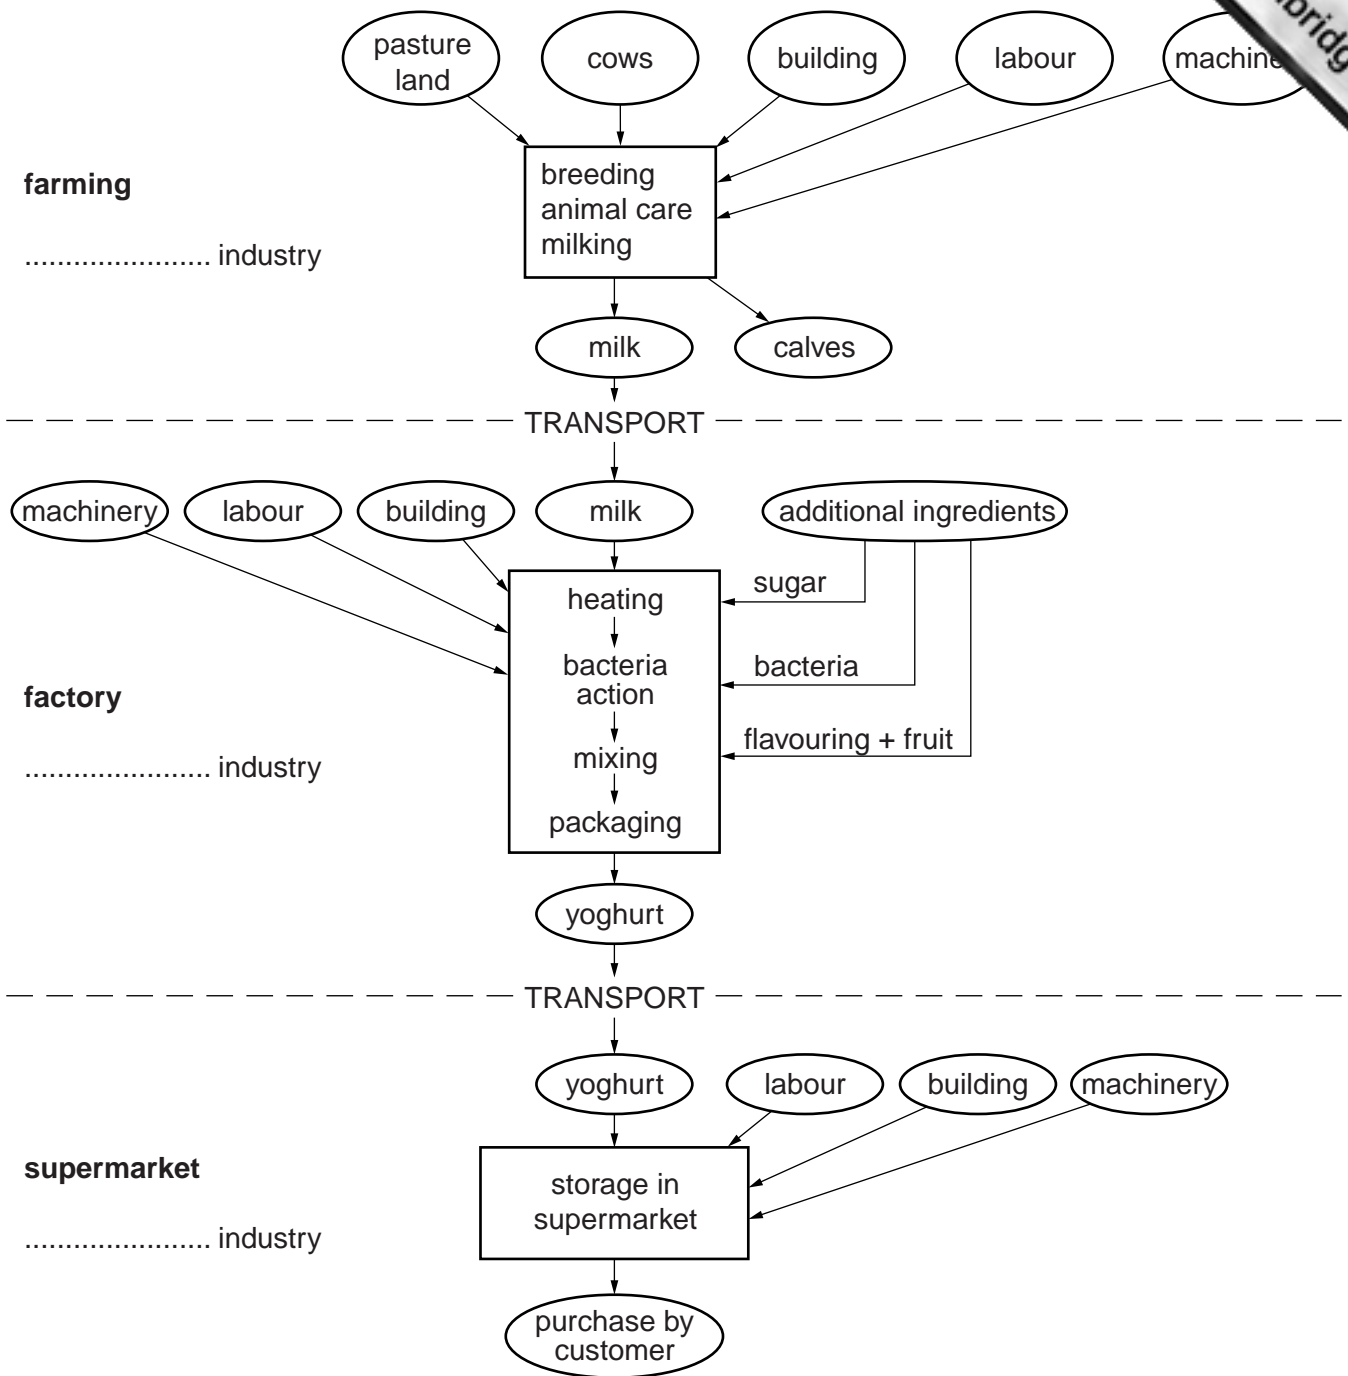 pasture
land
cows
building
labour
breeding
animal care
milking
farming
...................... industry
milk
calves
TRANSPORT
machinery
labour
building
milk
additional ingredients
heating
sugar
bacteria
action
bacteria
factory
mixing
flavouring + fruit
...................... industry
packaging
yoghurt
TRANSPORT
yoghurt
labour
building
machinery
supermarket
storage in
supermarket
...................... industry
purchase by
customer